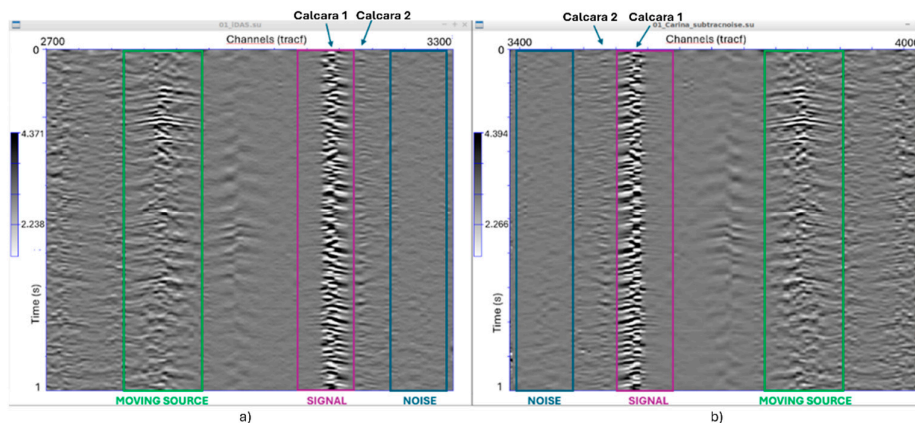 Calcara 1 Calcara 2
01_iDAS.su
Channels (tracf)
2700 3300
0
4.371
2.238
Time (s)
1
MOVING SOURCE SIGNAL NOISE
a)
Calcara 2 Calcara 1
01_Carina_subtracnoise.su
Channels (tracf)
3400 4000
0
4.394
2.266
Time (s)
1
NOISE SIGNAL MOVING SOURCE
b)